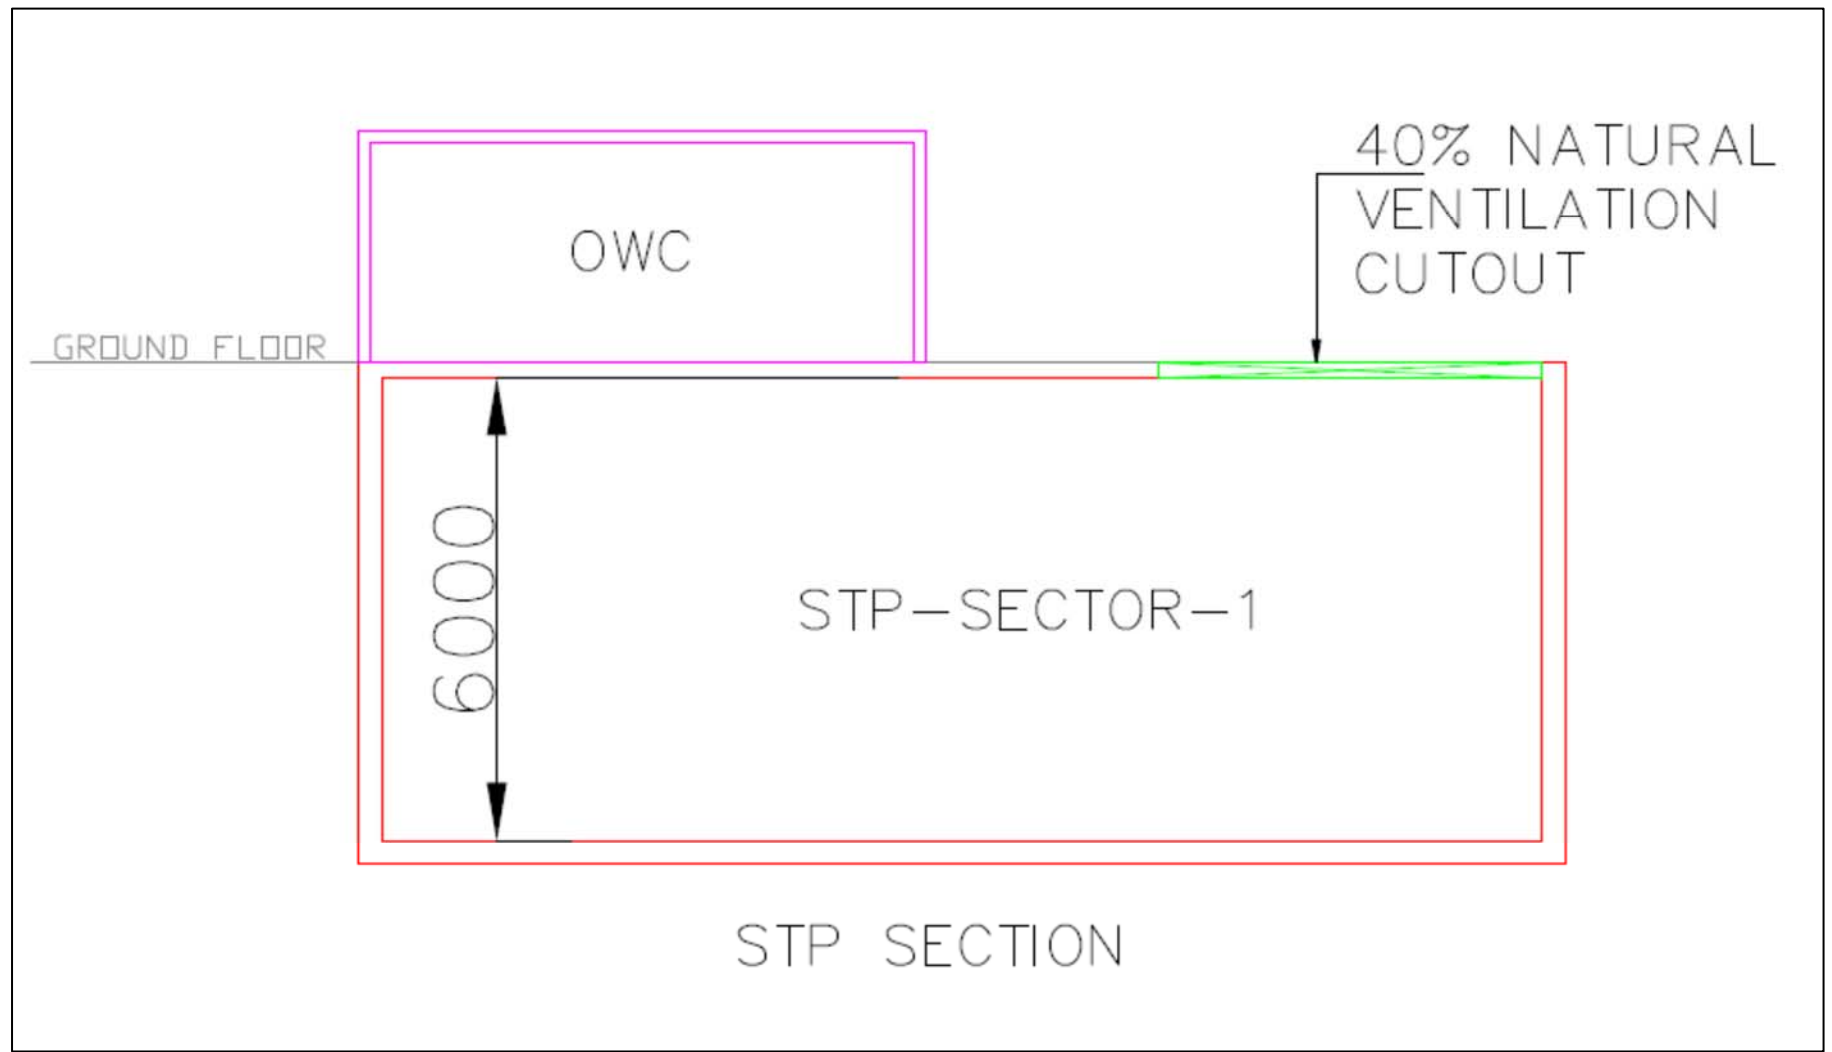 40% NATURAL
VENTILATION
CUTOUT
OWC
GROUND FLOOR
6000
STP-SECTOR-1
STP SECTION